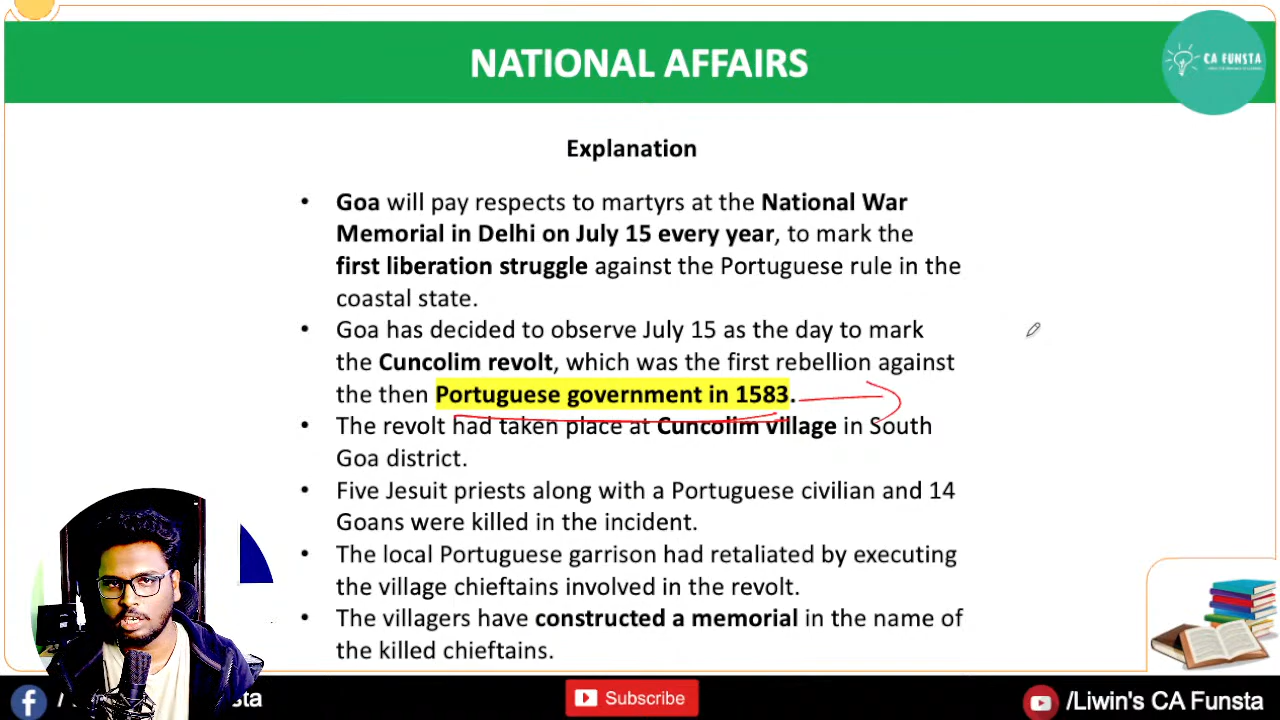 NATIONAL AFFAIRS
CA FUNSTA
Explanation
• Goa will pay respects to martyrs at the National War
Memorial in Delhi on July 15 every year, to mark the
first liberation struggle against the Portuguese rule in the
coastal state.
• Goa has decided to observe July 15 as the day to mark
the Cuncolim revolt, which was the first rebellion against
the then Portuguese government in 1583.
• The revolt had taken place at Cuncolim village in South
Goa district.
• Five Jesuit priests along with a Portuguese civilian and 14
Goans were killed in the incident.
• The local Portuguese garrison had retaliated by executing
the village chieftains involved in the revolt.
• The villagers have constructed a memorial in the name of
the killed chieftains.
sta
Subscribe
/Liwin's CA Funsta